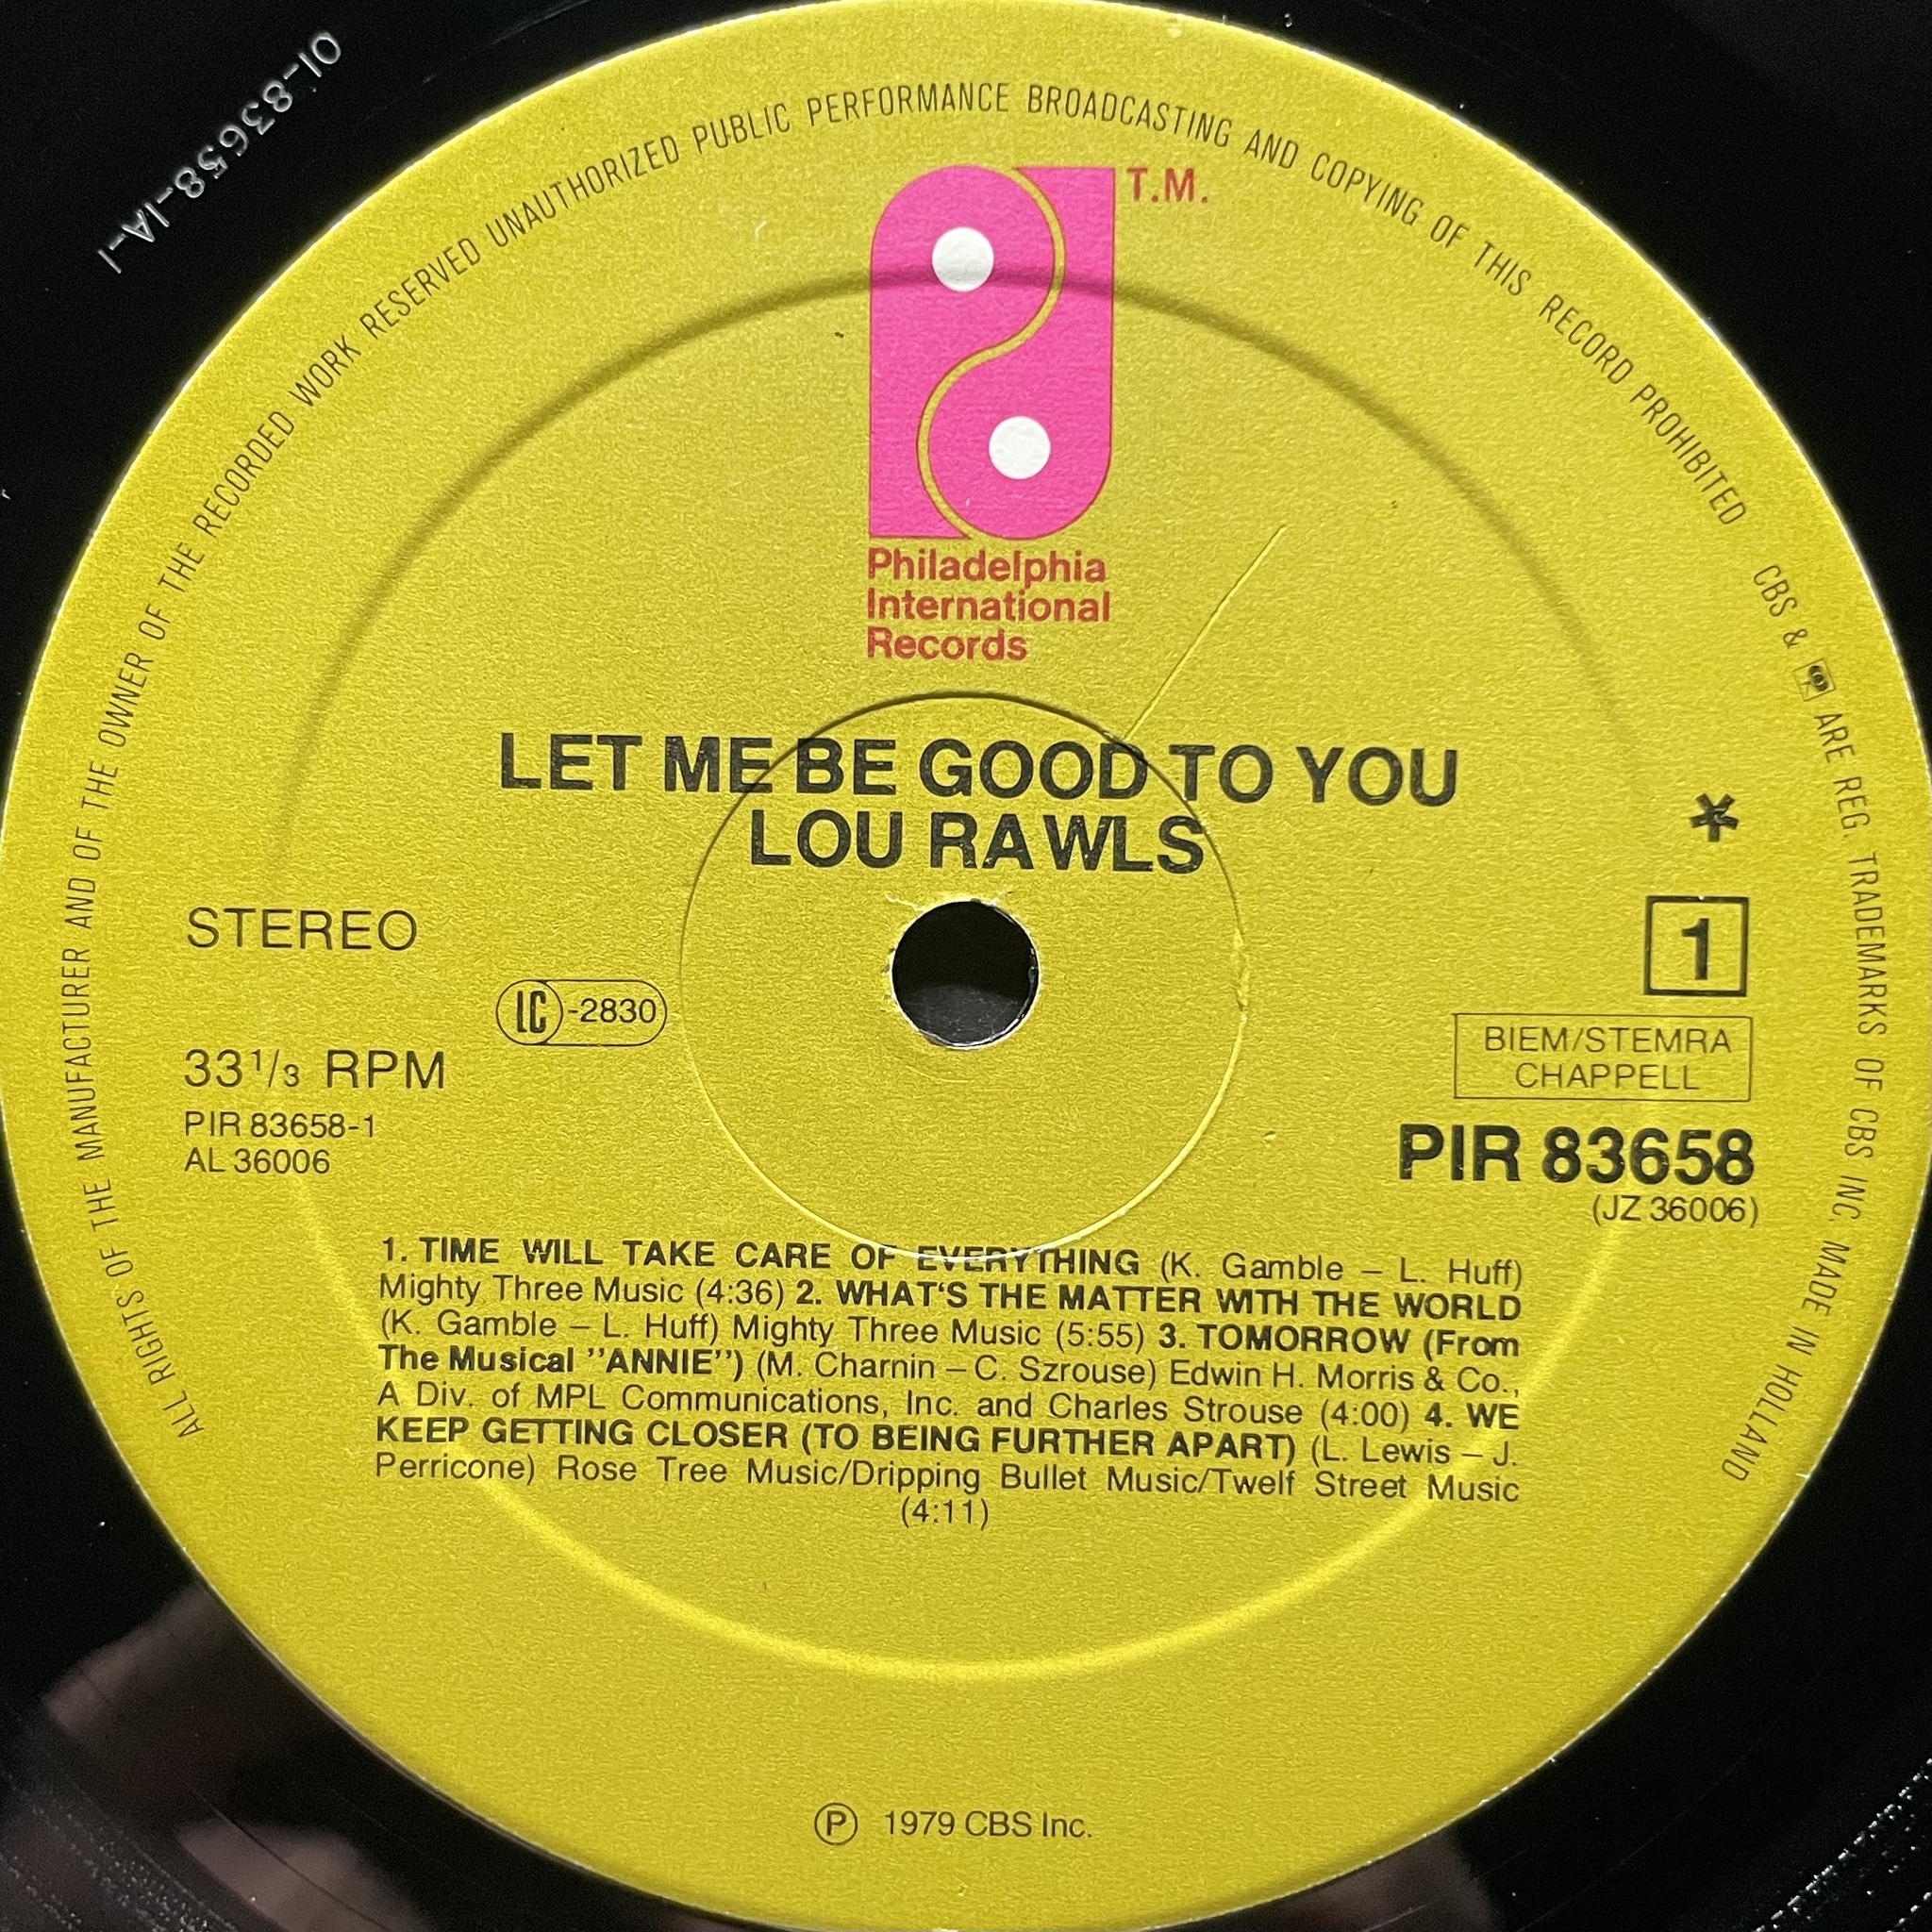 01-83658-1A-1
ALL RIGHTS OF THE MANUFACTURER AND OF THE OWNER OF THE RECORDED WORK RESERVED UNAUTHORIZED PUBLIC PERFORMANCE BROADCASTING AND COPYING OF THIS RECORD PROHIBITED CBS & ARE REG. TRADEMARKS OF CBS INC. MADE IN HOLLAND
T.M.
Philadelphia
International
Records
LET ME BE GOOD TO YOU
LOU RAWLS
*
STEREO
1
LC-2830
BIEM/STEMRA
CHAPPELL
33 1/3 RPM
PIR 83658-1
AL 36006
PIR 83658
(JZ 36006)
1. TIME WILL TAKE CARE OF EVERYTHING (K. Gamble – L. Huff)
Mighty Three Music (4:36) 2. WHAT'S THE MATTER WITH THE WORLD
(K. Gamble – L. Huff) Mighty Three Music (5:55) 3. TOMORROW (From
The Musical ''ANNIE'') (M. Charnin – C. Szrouse) Edwin H. Morris & Co.,
A Div. of MPL Communications, Inc. and Charles Strouse (4:00) 4. WE
KEEP GETTING CLOSER (TO BEING FURTHER APART) (L. Lewis – J.
Perricone) Rose Tree Music/Dripping Bullet Music/Twelf Street Music
(4:11)
Ⓟ 1979 CBS Inc.